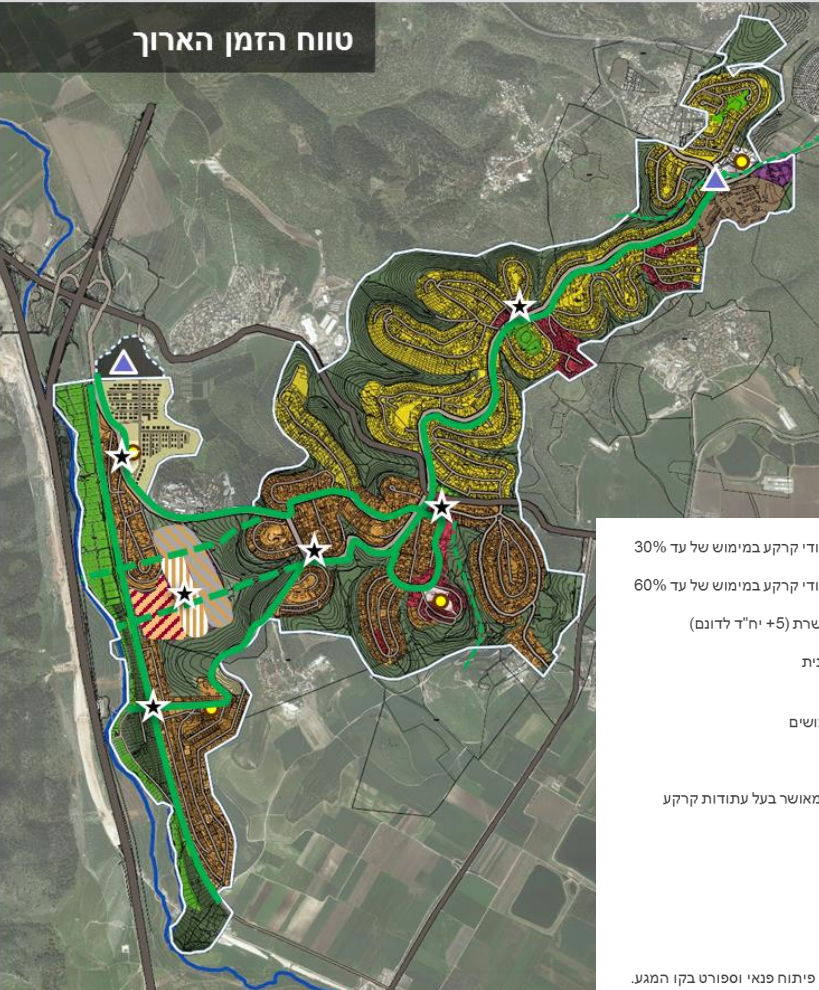 טווח הזמן הארוך
ודי קרקע במימוש של עד 30%
ודי קרקע במימוש של עד 60%
שרת (5+ יח"ד לדונם)
נית
ושים
מאושר בעל עתודות קרקע
פיתוח פנאי וספורט בקו המגע.